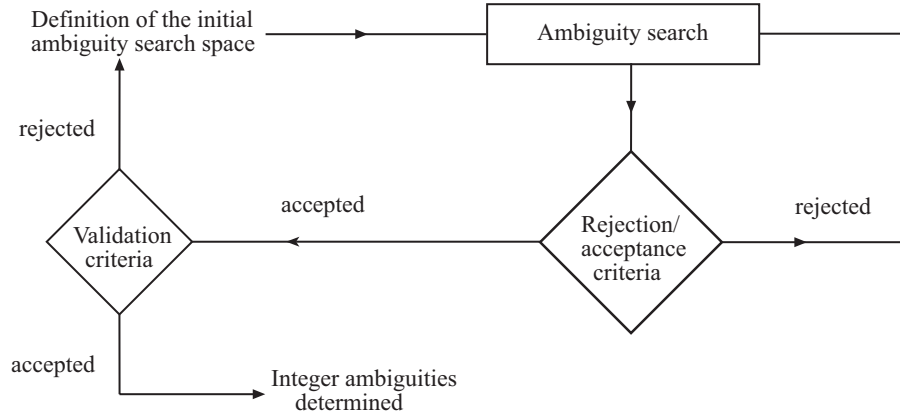 Definition of the initial
ambiguity search space
Ambiguity search
rejected
accepted
rejected
Validation
criteria
Rejection/
acceptance
criteria
accepted
Integer ambiguities
determined